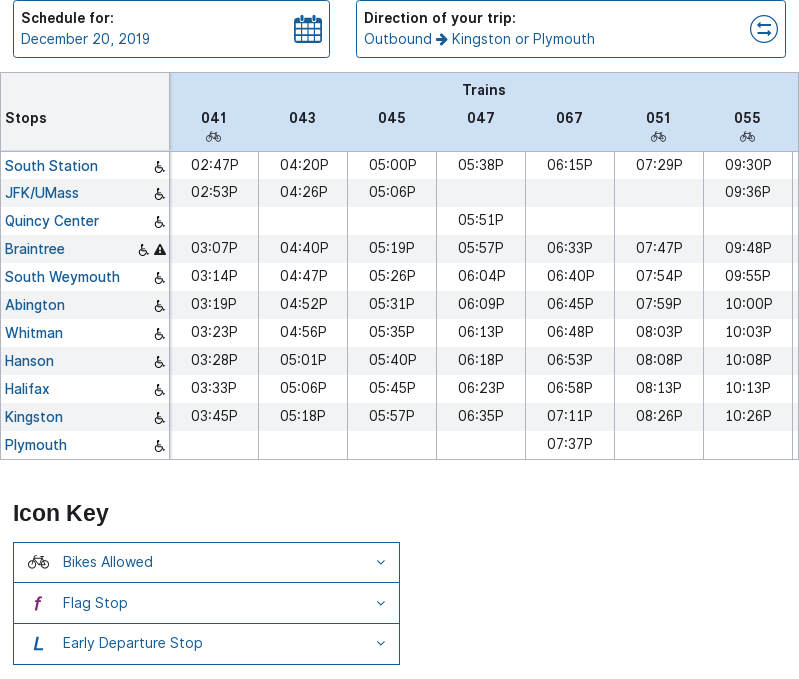 Schedule for:
December 20, 2019
Direction of your trip:
Outbound → Kingston or Plymouth
Trains
Stops 041 043 045 047 067 051 055
South Station 02:47P 04:20P 05:00P 05:38P 06:15P 07:29P 09:30P
JFK/UMass 02:53P 04:26P 05:06P 09:36P
Quincy Center 05:51P
Braintree 03:07P 04:40P 05:19P 05:57P 06:33P 07:47P 09:48P
South Weymouth 03:14P 04:47P 05:26P 06:04P 06:40P 07:54P 09:55P
Abington 03:19P 04:52P 05:31P 06:09P 06:45P 07:59P 10:00P
Whitman 03:23P 04:56P 05:35P 06:13P 06:48P 08:03P 10:03P
Hanson 03:28P 05:01P 05:40P 06:18P 06:53P 08:08P 10:08P
Halifax 03:33P 05:06P 05:45P 06:23P 06:58P 08:13P 10:13P
Kingston 03:45P 05:18P 05:57P 06:35P 07:11P 08:26P 10:26P
Plymouth 07:37P
Icon Key
Bikes Allowed
f Flag Stop
L Early Departure Stop